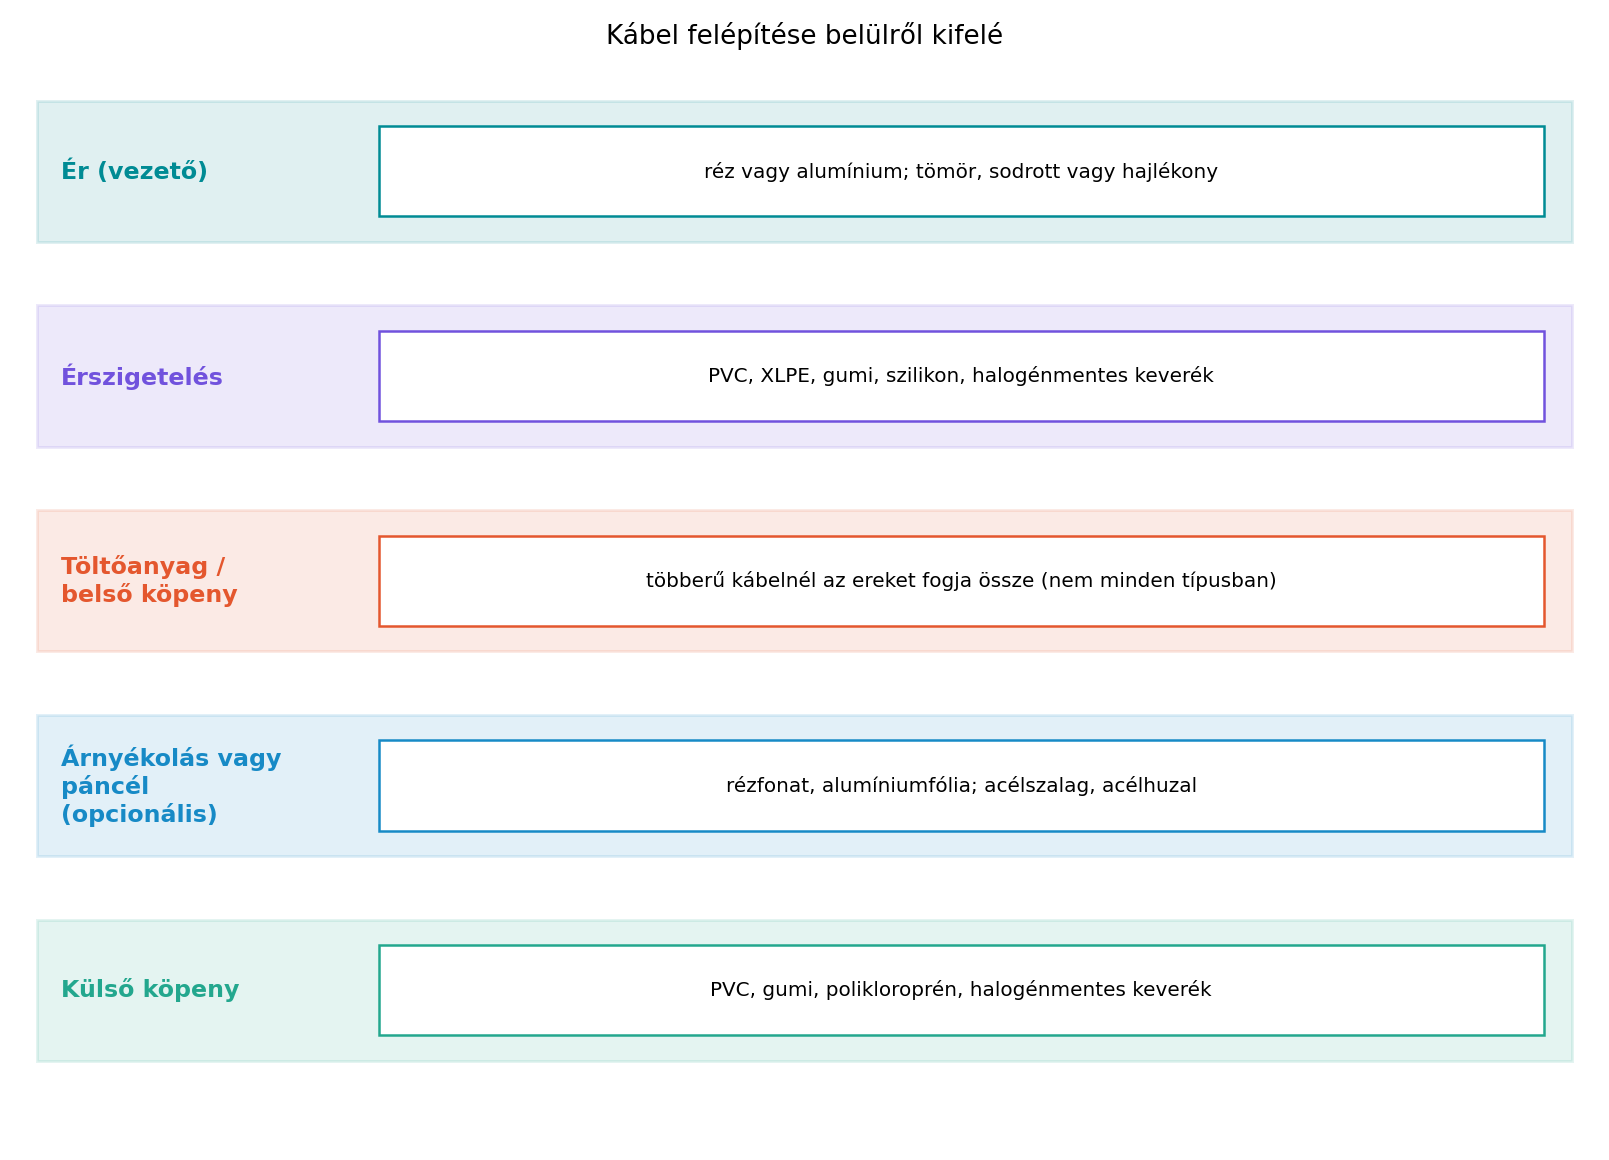 Kábel felépítése belülről kifelé
Ér (vezető)
réz vagy alumínium; tömör, sodrott vagy hajlékony
Érszigetelés
PVC, XLPE, gumi, szilikon, halogénmentes keverék
Töltőanyag /
belső köpeny
többerű kábelnél az ereket fogja össze (nem minden típusban)
Árnyékolás vagy
páncél
(opcionális)
rézfonat, alumíniumfólia; acélszalag, acélhuzal
Külső köpeny
PVC, gumi, polikloroprén, halogénmentes keverék